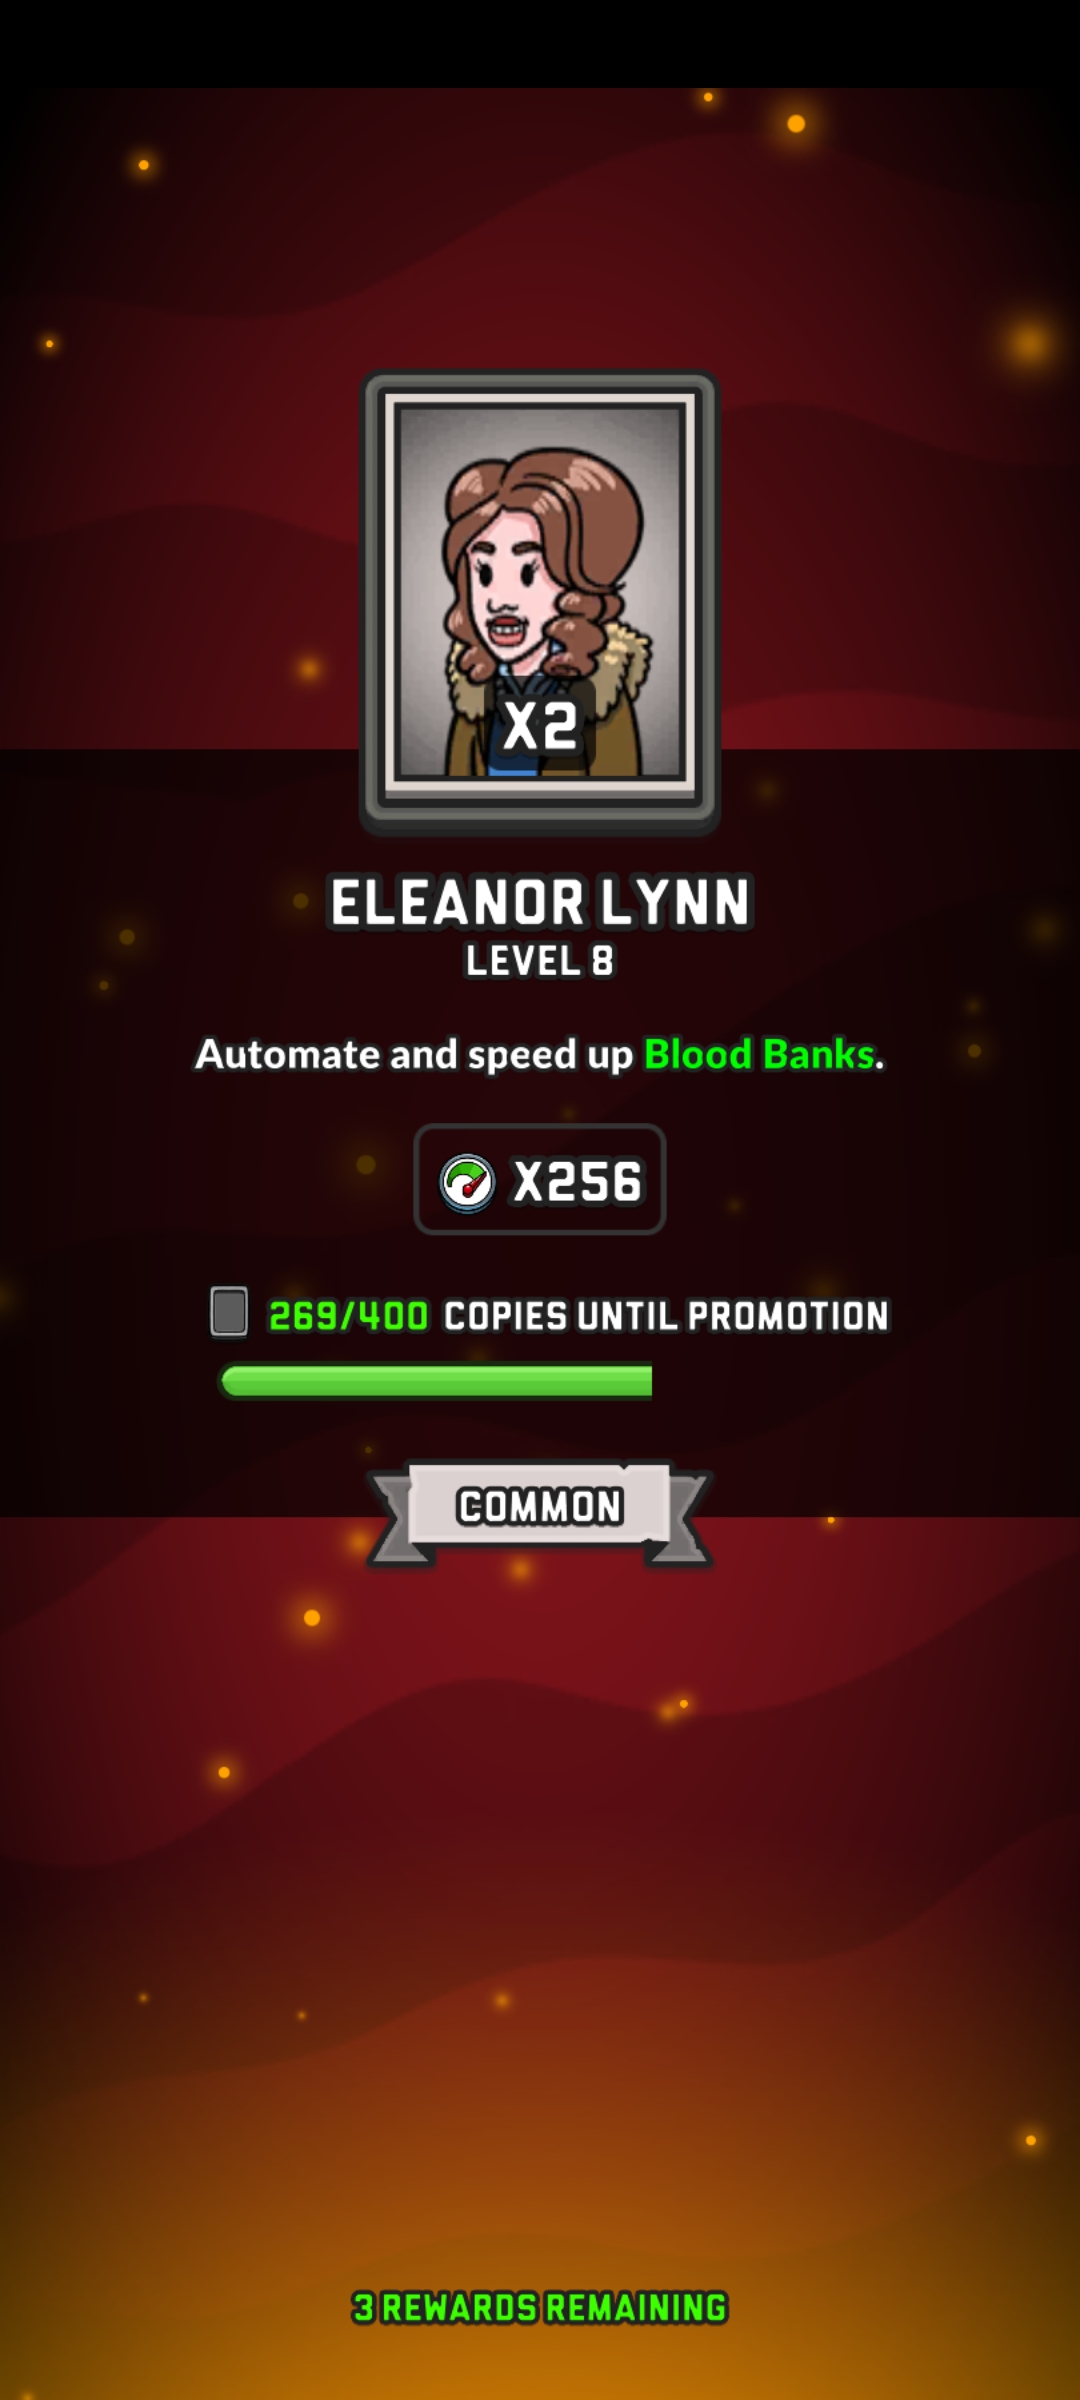 X2
ELEANOR LYNN
LEVEL 8
Automate and speed up Blood Banks.
X256
269/400 COPIES UNTIL PROMOTION
COMMON
3 REWARDS REMAINING